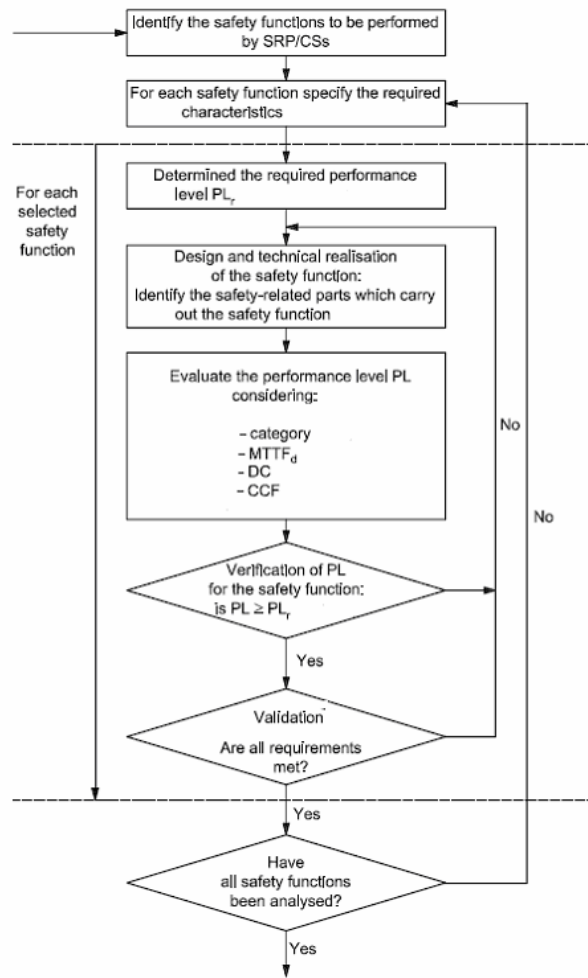 Identify the safety functions to be performed
by SRP/CSs
For each safety function specify the required
characteristics
For each
selected
safety
function
Determined the required performance
level PLr
Design and technical realisation
of the safety function:
Identify the safety-related parts which carry
out the safety function
Evaluate the performance level PL
considering:
– category
– MTTFd
– DC
– CCF
No
No
Verification of PL
for the safety function:
is PL ≥ PLr
Yes
Validation
Are all requirements
met?
Yes
Have
all safety functions
been analysed?
Yes